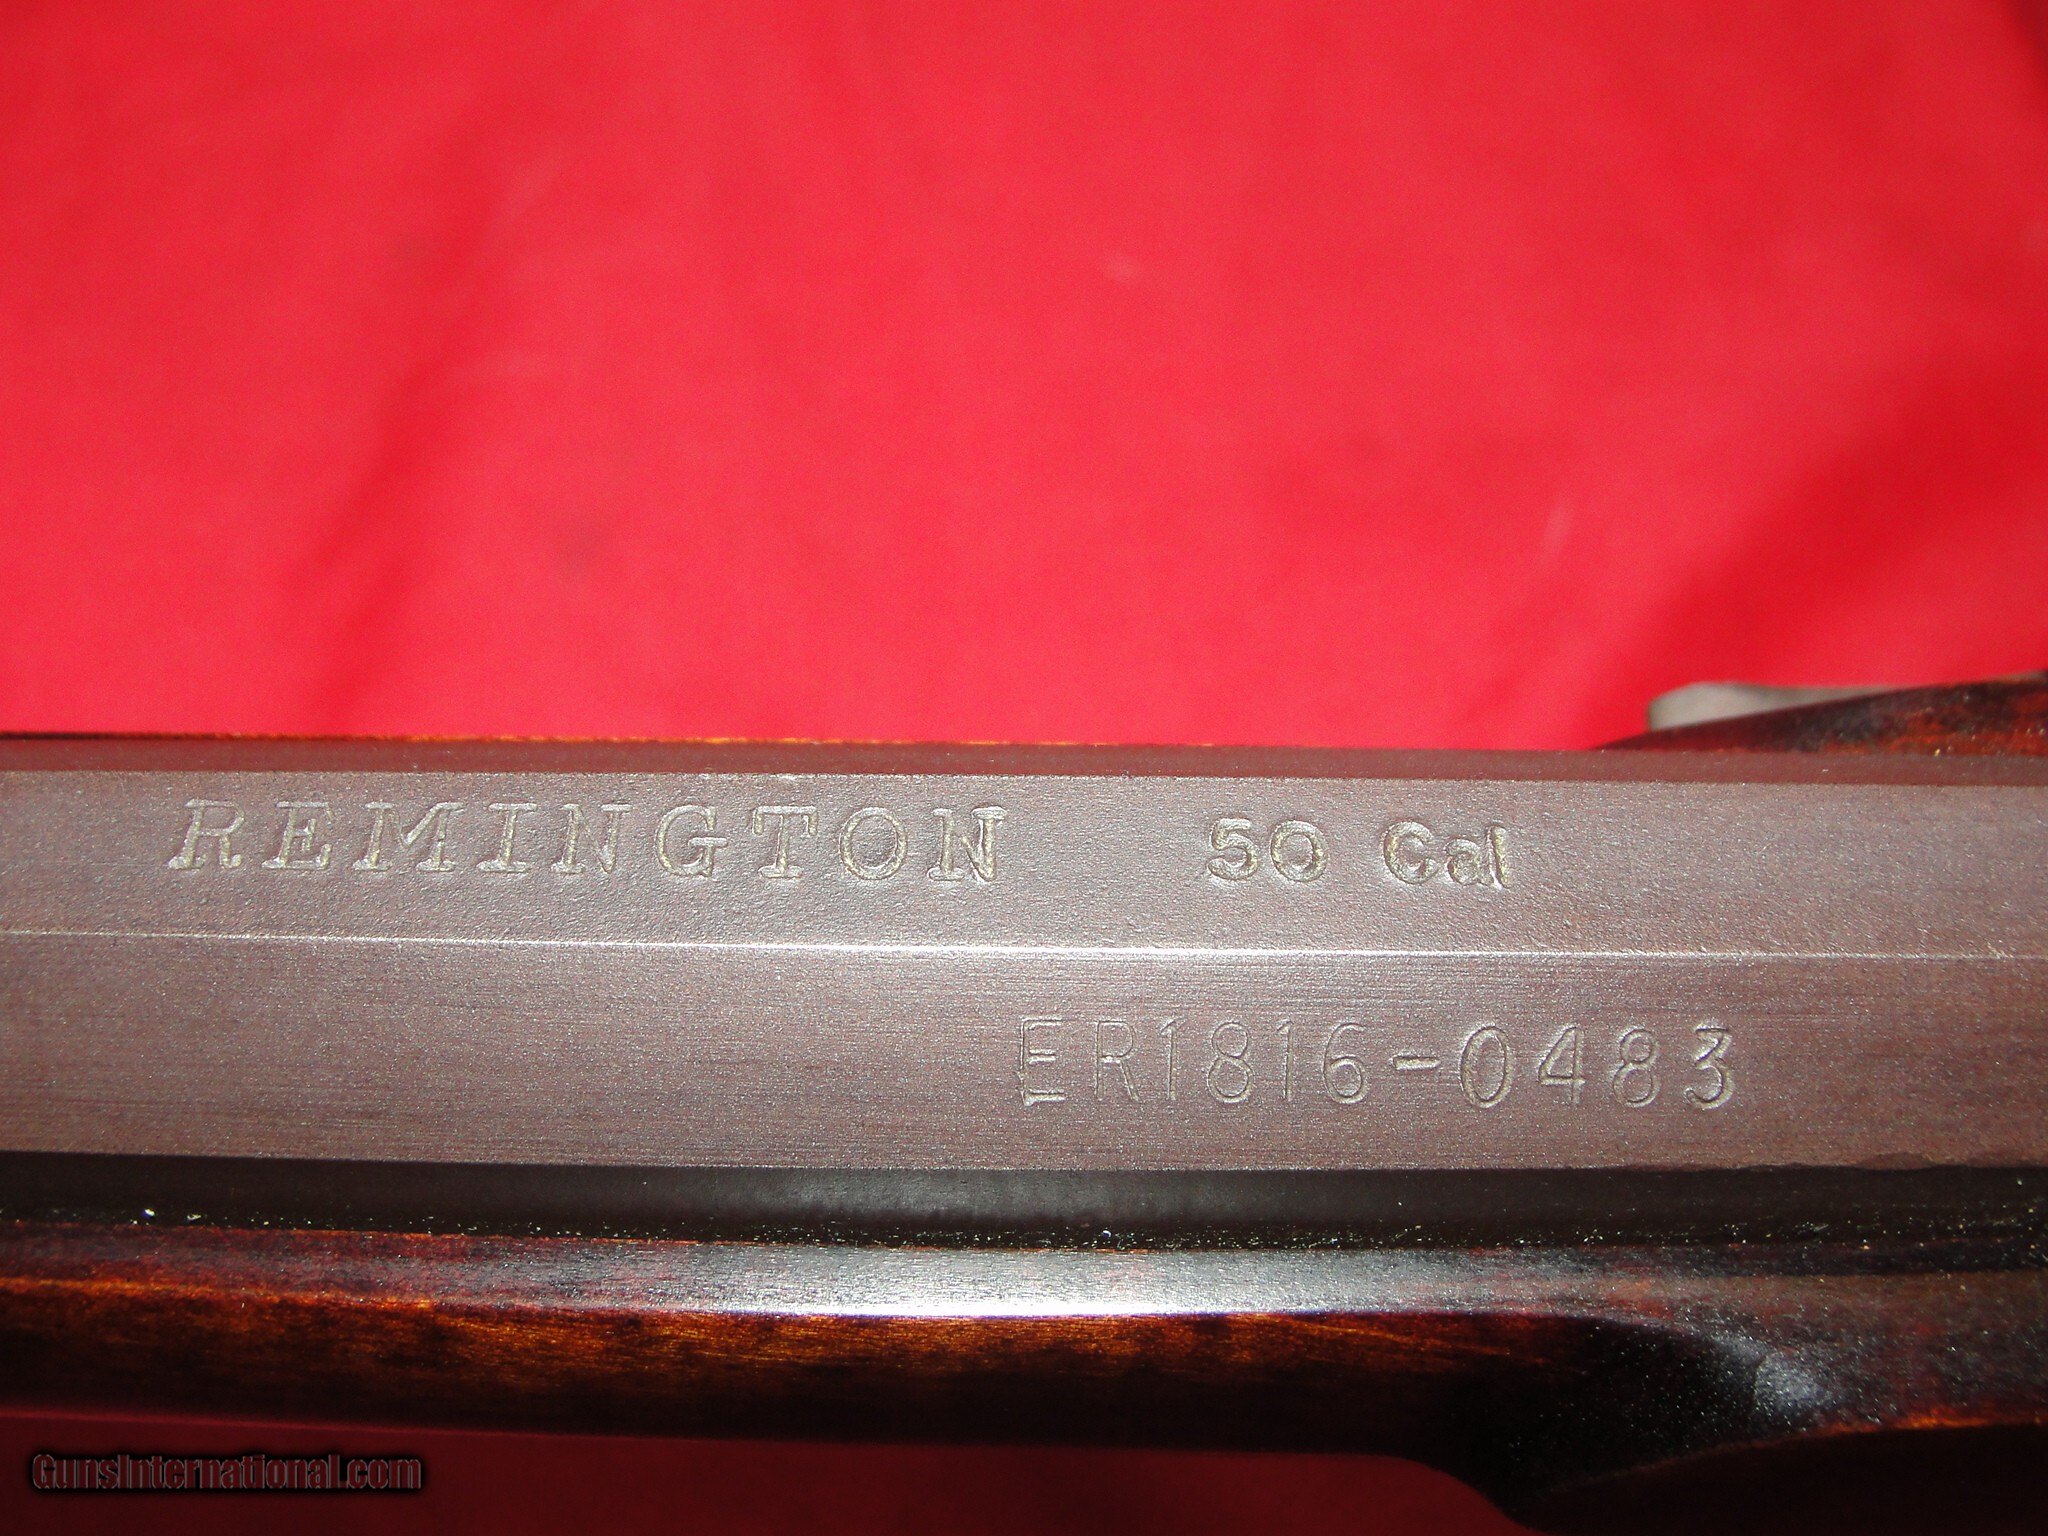 REMINGTON 50 Cal
ER1816-0483
GunsInternational.com